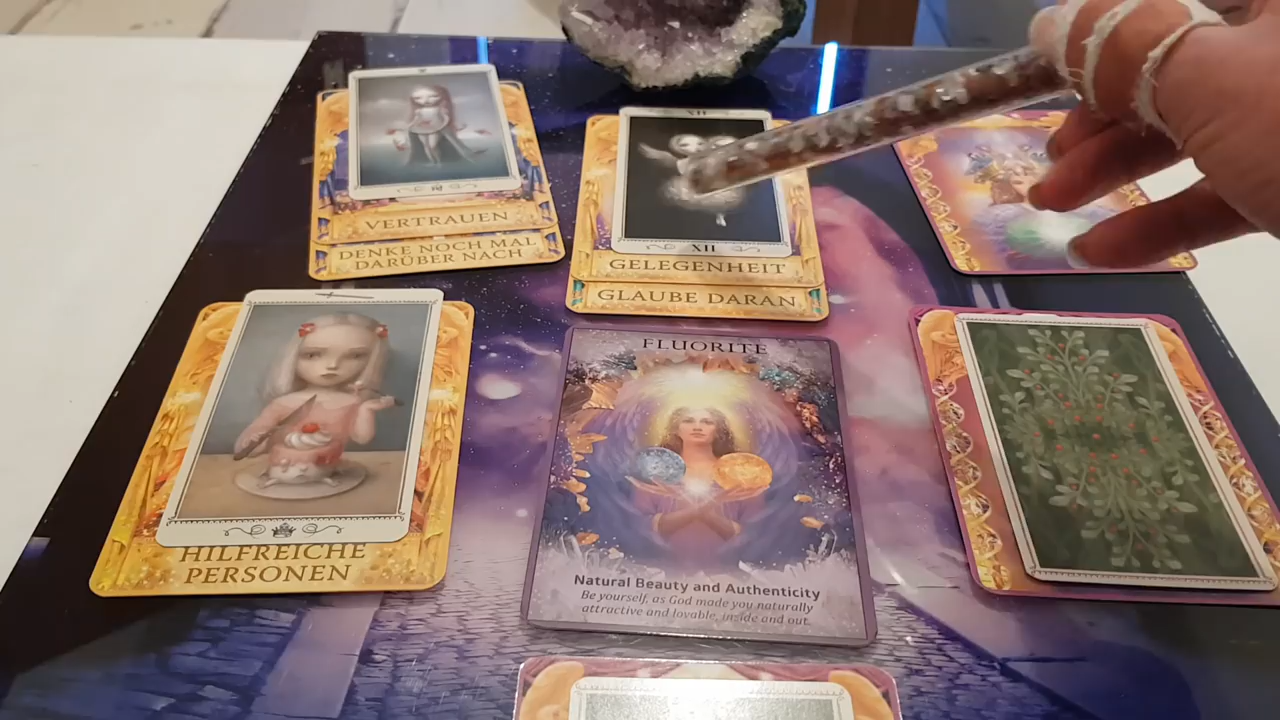 VERTRAUEN
DENKE NOCH MAL
DARÜBER NACH
XII
XII
GELEGENHEIT
GLAUBE DARAN
HILFREICHE
PERSONEN
FLUORITE
Natural Beauty and Authenticity
Be yourself, as God made you naturally
attractive and lovable, inside and out.